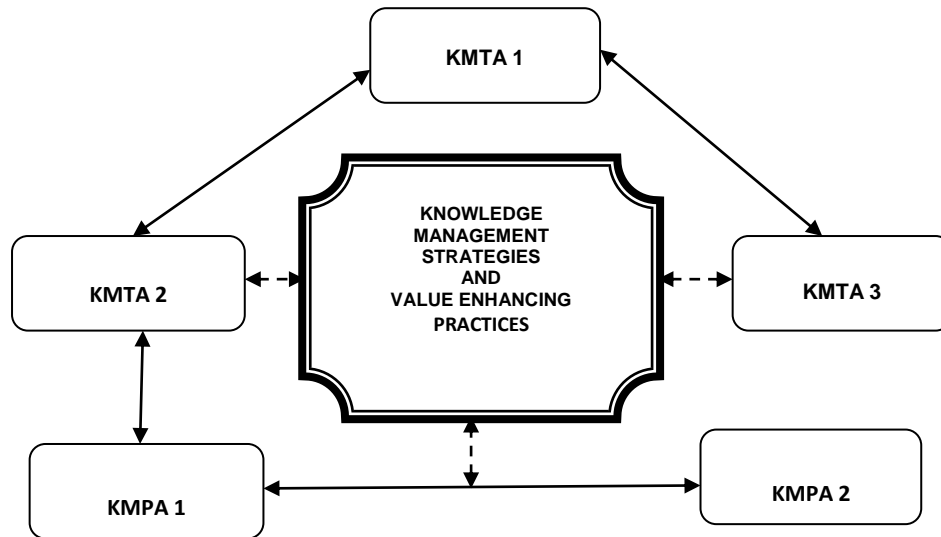 KMTA 1
KNOWLEDGE
MANAGEMENT
STRATEGIES
AND
VALUE ENHANCING
PRACTICES
KMTA 2
KMTA 3
KMPA 1
KMPA 2